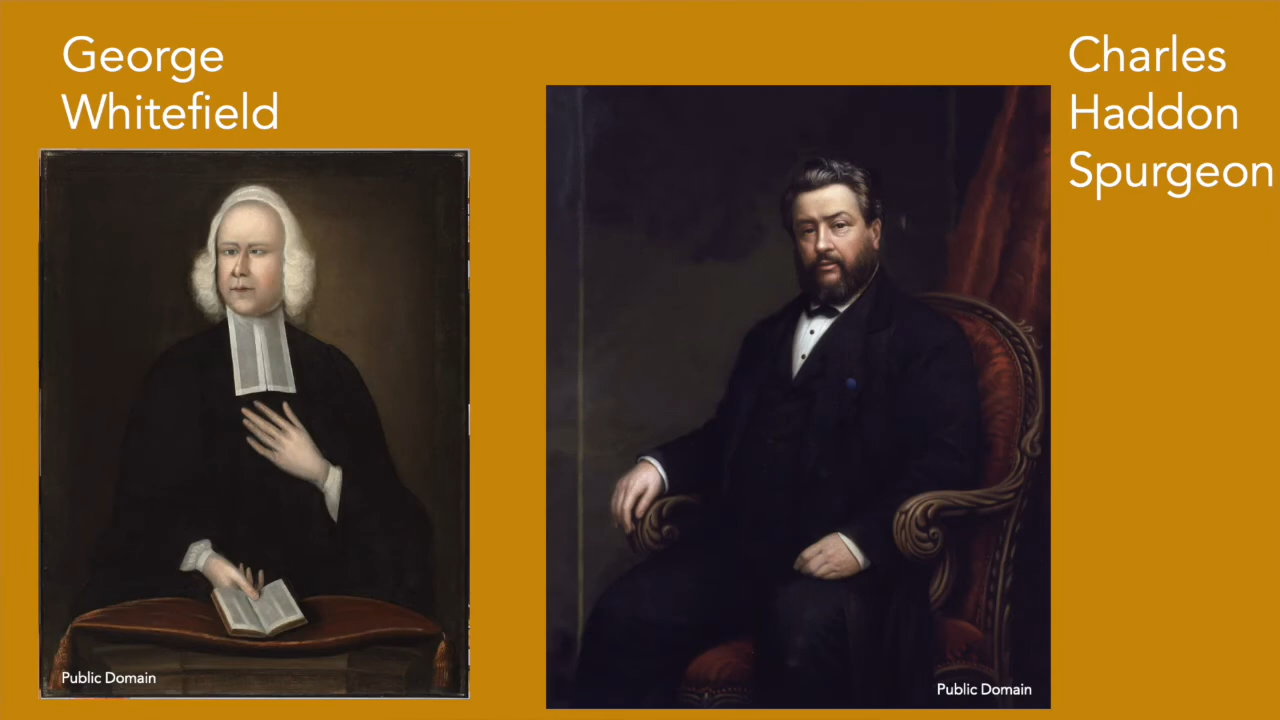 George
Whitefield
Charles
Haddon
Spurgeon
Public Domain
Public Domain